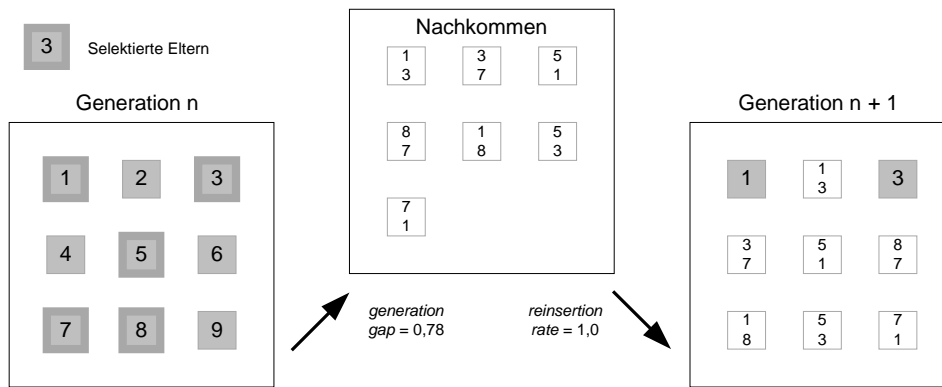 3
Selektierte Eltern
Generation n
1 2 3
4 5 6
7 8 9
Nachkommen
1 3 5
3 7 1
8 1 5
7 8 3
7
1
generation
gap = 0,78
reinsertion
rate = 1,0
Generation n + 1
1 1 3
3
3 5 8
7 1 7
1 5 7
8 3 1